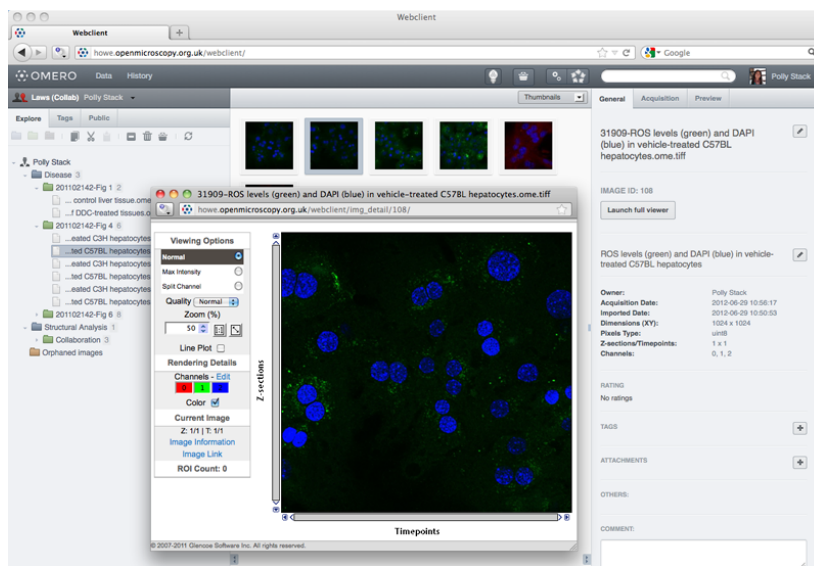 Webclient
Webclient
+
howe.openmicroscopy.org.uk/webclient/
Google
OMERO
Data
History
Polly Stack
Laws (Collab) Polly Stack
Thumbnails
General
Acquisition
Preview
Explore
Tags
Public
Polly Stack
Disease 3
201102142-Fig 1 2
... control liver tissue.ome
...f DDC-treated tissues.o
201102142-Fig 4 6
...eated C3H hepatocytes
...ted C57BL hepatocytes
...eated C3H hepatocytes
...ted C57BL hepatocytes
...eated C3H hepatocytes
...ted C57BL hepatocytes
201102142-Fig 6 8
Structural Analysis 1
Collaboration 3
Orphaned images
31909-ROS levels (green) and DAPI (blue) in vehicle-treated C57BL hepatocytes.ome.tiff
howe.openmicroscopy.org.uk/webclient/img_detail/108/
Viewing Options
Normal
Max Intensity
Split Channel
Quality Normal
Zoom (%)
50
1:1
Line Plot
Rendering Details
Channels - Edit
0 1
Color
Current Image
Z: 1/1 | T: 1/1
Image Information
Image Link
ROI Count: 0
Z-sections
Timepoints
© 2007-2011 Glencoe Software Inc. All rights reserved.
31909-ROS levels (green) and DAPI
(blue) in vehicle-treated C57BL
hepatocytes.ome.tiff
IMAGE ID: 108
Launch full viewer
ROS levels (green) and DAPI (blue) in vehicle-
treated C57BL hepatocytes
Owner: Polly Stack
Acquisition Date: 2012-06-29 10:56:17
Imported Date: 2012-06-29 10:50:53
Dimensions (XY): 1024 x 1024
Pixels Type: uint8
Z-sections/Timepoints: 1 x 1
Channels: 0, 1, 2
RATING
No ratings
TAGS
ATTACHMENTS
OTHERS:
COMMENT: